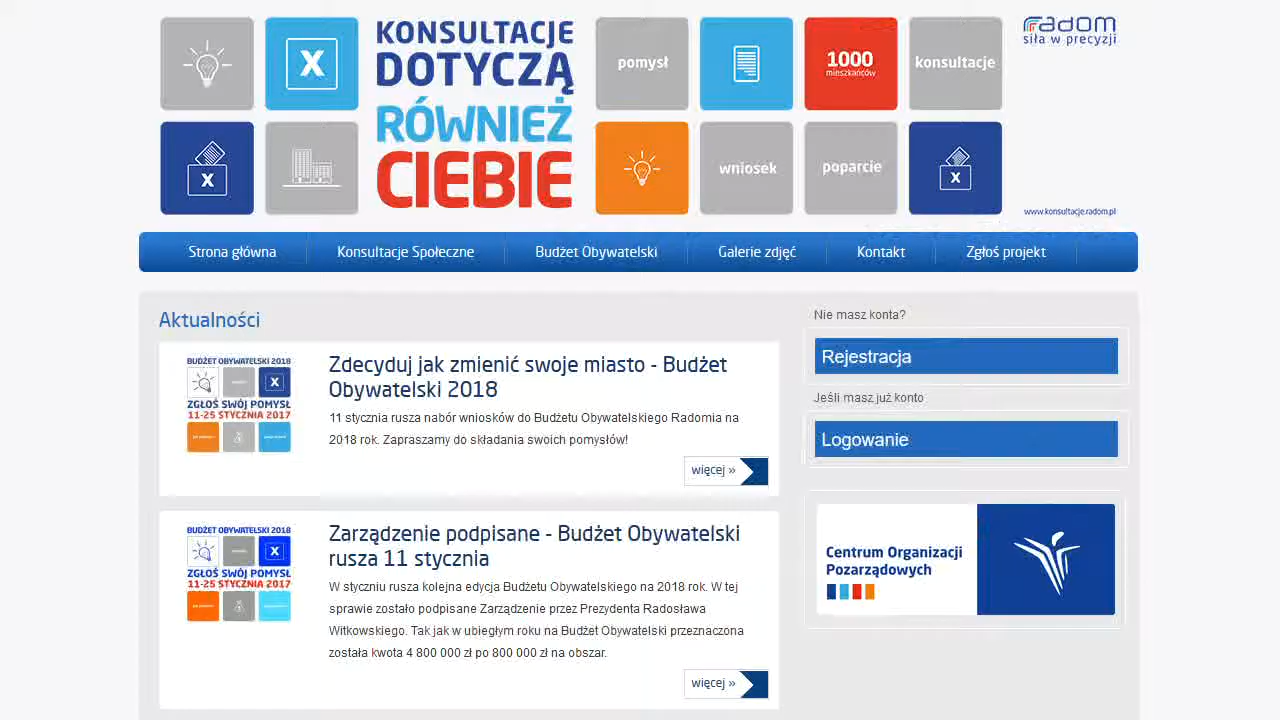 KONSULTACJE
DOTYCZĄ
RÓWNIEŻ
CIEBIE
X
pomysł
1000
mieszkańców
konsultacje
X
wniosek
poparcie
X
radom
siła w precyzji
www.konsultacje.radom.pl
Strona główna
Konsultacje Społeczne
Budżet Obywatelski
Galerie zdjęć
Kontakt
Zgłoś projekt
Aktualności
BUDŻET OBYWATELSKI 2018
X
ZGŁOŚ SWÓJ POMYSŁ
11-25 STYCZNIA 2017
Zdecyduj jak zmienić swoje miasto - Budżet
Obywatelski 2018
11 stycznia rusza nabór wniosków do Budżetu Obywatelskiego Radomia na
2018 rok. Zapraszamy do składania swoich pomysłów!
więcej »
BUDŻET OBYWATELSKI 2018
X
ZGŁOŚ SWÓJ POMYSŁ
11-25 STYCZNIA 2017
Zarządzenie podpisane - Budżet Obywatelski
rusza 11 stycznia
W styczniu rusza kolejna edycja Budżetu Obywatelskiego na 2018 rok. W tej
sprawie zostało podpisane Zarządzenie przez Prezydenta Radosława
Witkowskiego. Tak jak w ubiegłym roku na Budżet Obywatelski przeznaczona
została kwota 4 800 000 zł po 800 000 zł na obszar.
więcej »
Nie masz konta?
Rejestracja
Jeśli masz już konto
Logowanie
Centrum Organizacji
Pozarządowych